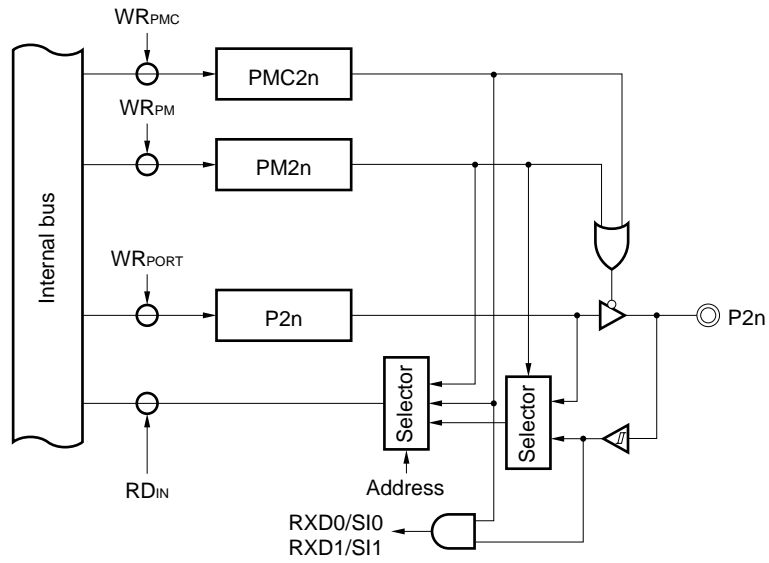 WRPMC
PMC2n
WRPM
PM2n
Internal bus
WRPORT
P2n
P2n
Selector
Selector
RDIN
Address
RXD0/SI0
RXD1/SI1